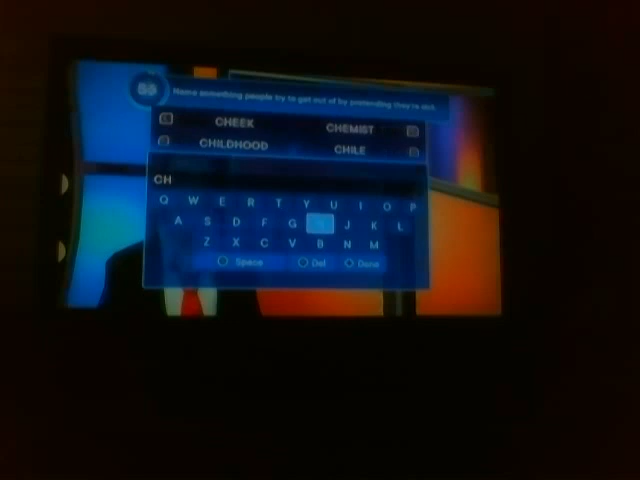 Name something people try to get out of by pretending they're sick.
CHEEK CHEMIST
CHILDHOOD CHILE
CH
Q W E R T Y U I O P
A S D F G H J K L
Z X C V B N M
Space Del Done